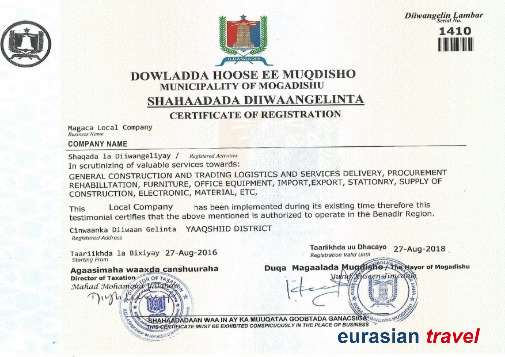 Diiwangelin Lambar
Serial No.
1410
DOWLADDA HOOSE EE MUQDISHO
MUNICIPALITY OF MOGADISHU
SHAHAADADA DIIWAANGELINTA
CERTIFICATE OF REGISTRATION
Magaca Local Company
Business Name
COMPANY NAME
Shaqada la Diiwangeliyay / Registered Activities
In scrutinizing of valuable services towards:
GENERAL CONSTRUCTION AND TRADING LOGISTICS AND SERVICES DELIVERY, PROCUREMENT
REHABILLTATION, FURNITURE, OFFICE EQUIPMENT, IMPORT,EXPORT, STATIONRY, SUPPLY OF
CONSTRUCTION, ELECTRONIC, MATERIAL, ETC,
This Local Company has been implemented during its existing time therefore this
testimonial certifies that the above mentioned is authorized to operate in the Benadir Region.
Cinwaanka Diiwaan Gelinta YAAQSHIID DISTRICT
Registered Address
Taariikhda la Bixiyay 27-Aug-2016
Starting From
Taariikhda uu Dhacayo 27-Aug-2018
Registration Valid Until
Agaasimaha waaxda canshuuraha
Director of Taxation
Mahad Mohammed
Duqa Magaalada Muqdisho / The Mayor of Mogadishu
SHAHAADADAAN WAA IN AY KA MUUQATAA GOOBTADA GANACSIGA
THIS CERTIFICATE MUST BE EXHIBITED CONSPICUOUSLY IN THE PLACE OF BUSINESS
eurasian travel